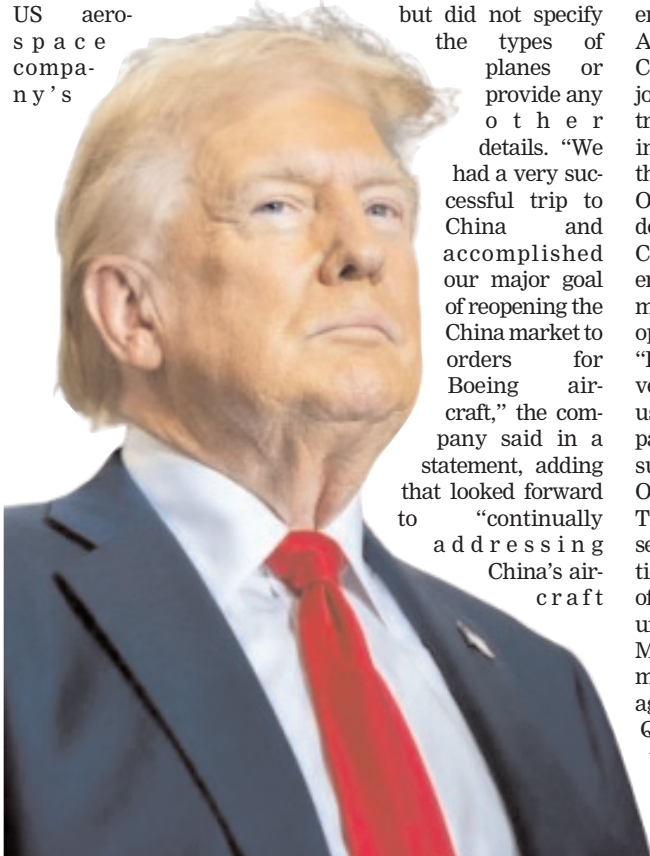 US aero-
space
compa-
ny's
but did not specify
the types of
planes or
provide any
other
details. “We
had a very suc-
cessful trip to
China and
accomplished
our major goal
of reopening the
China market to
orders for
Boeing air-
craft,” the com-
pany said in a
statement, adding
that looked forward
to “continually
addressing
China’s air-
craft